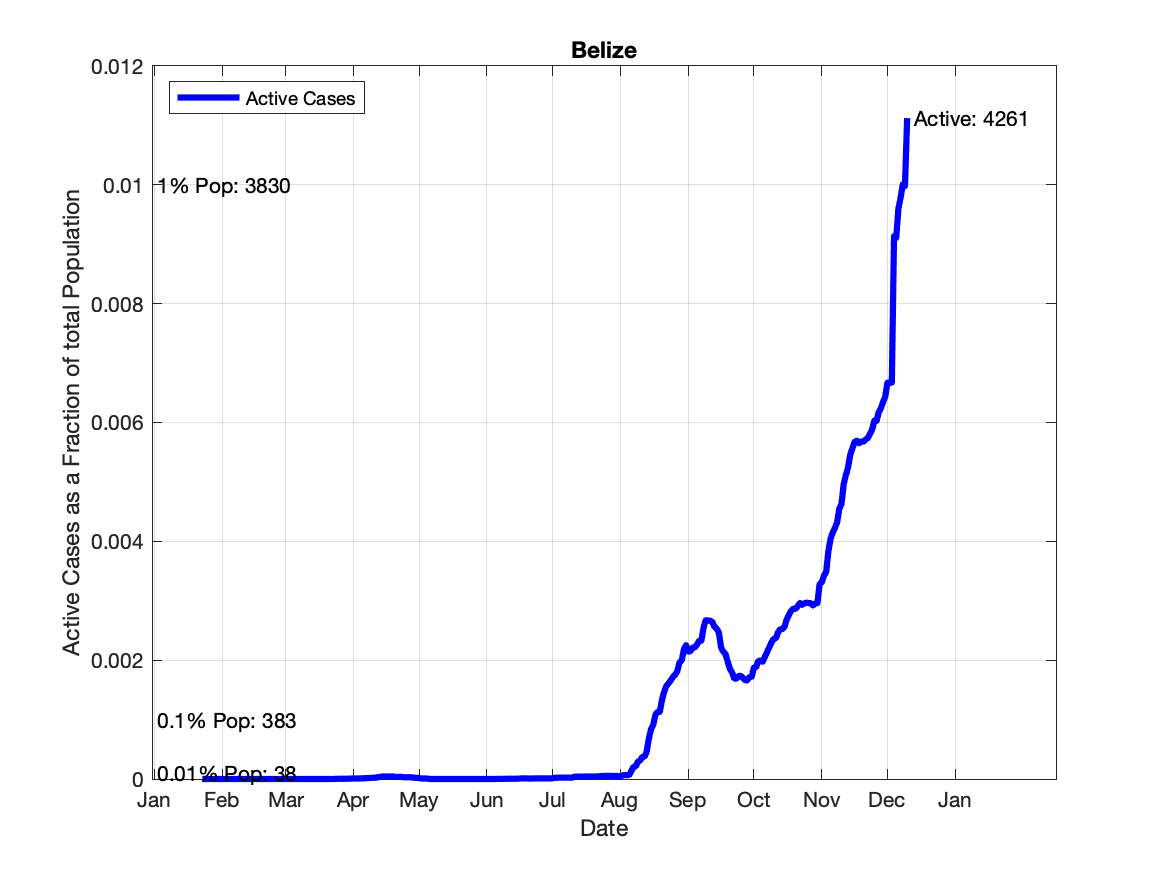 Belize
0.012
Active Cases
Active: 4261
0.01
1% Pop: 3830
0.008
0.006
0.004
0.002
0.1% Pop: 383
0.01% Pop: 38
0
Jan Feb Mar Apr May Jun Jul Aug Sep Oct Nov Dec Jan
Date
Active Cases as a Fraction of total Population